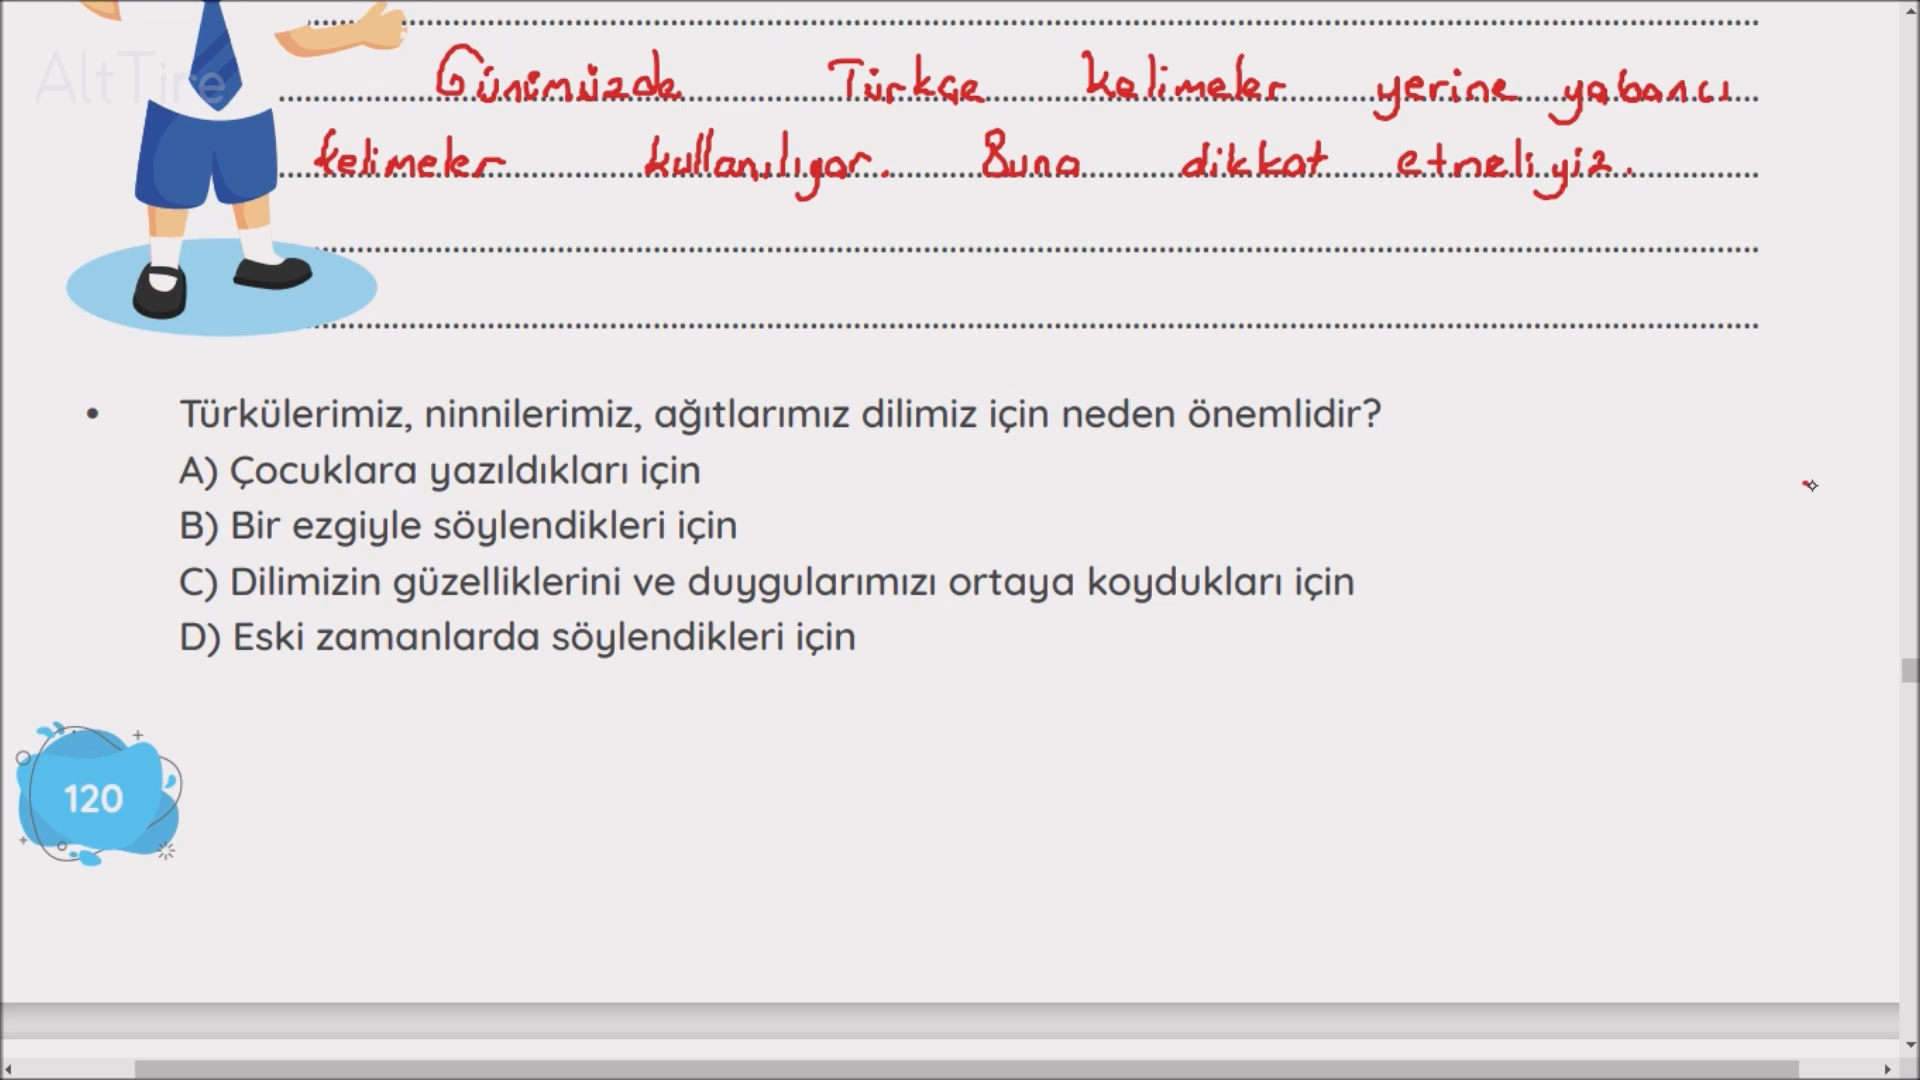 AltTire
Günümüzde Türkçe kelimeler yerine yabancı
kelimeler kullanılıyor. Buna dikkat etmeliyiz.
• Türkülerimiz, ninnilerimiz, ağıtlarımız dilimiz için neden önemlidir?
A) Çocuklara yazıldıkları için
B) Bir ezgiyle söylendikleri için
C) Dilimizin güzelliklerini ve duygularımızı ortaya koydukları için
D) Eski zamanlarda söylendikleri için
120